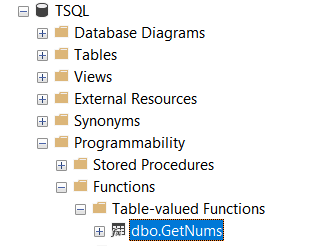 TSQL
Database Diagrams
Tables
Views
External Resources
Synonyms
Programmability
Stored Procedures
Functions
Table-valued Functions
dbo.GetNums